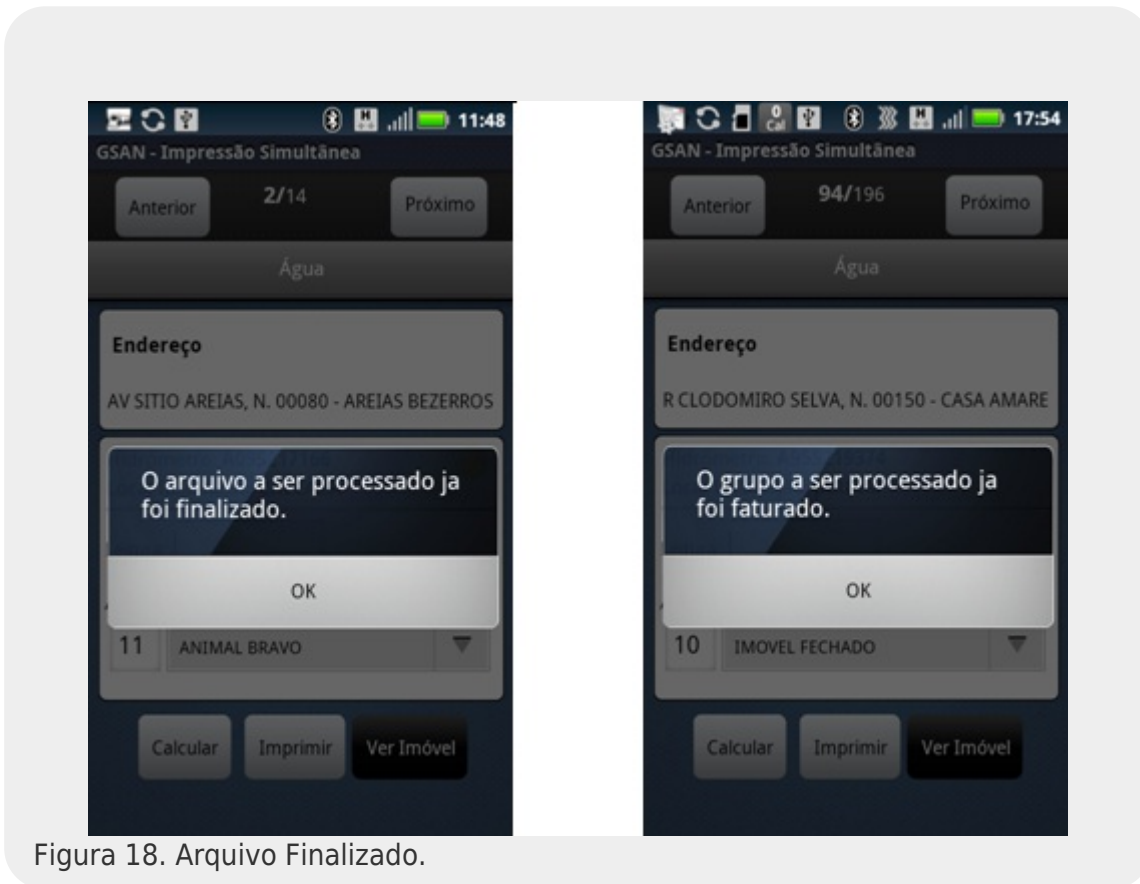 11:48
GSAN - Impressão Simultânea
Anterior
2/14
Próximo
Água
Endereço
AV SITIO AREIAS, N. 00080 - AREIAS BEZERROS
O arquivo a ser processado ja
foi finalizado.
OK
11 ANIMAL BRAVO
Calcular
Imprimir
Ver Imóvel
17:54
GSAN - Impressão Simultânea
Anterior
94/196
Próximo
Água
Endereço
R CLODOMIRO SELVA, N. 00150 - CASA AMARE
O grupo a ser processado ja
foi faturado.
OK
10 IMOVEL FECHADO
Calcular
Imprimir
Ver Imóvel
Figura 18. Arquivo Finalizado.